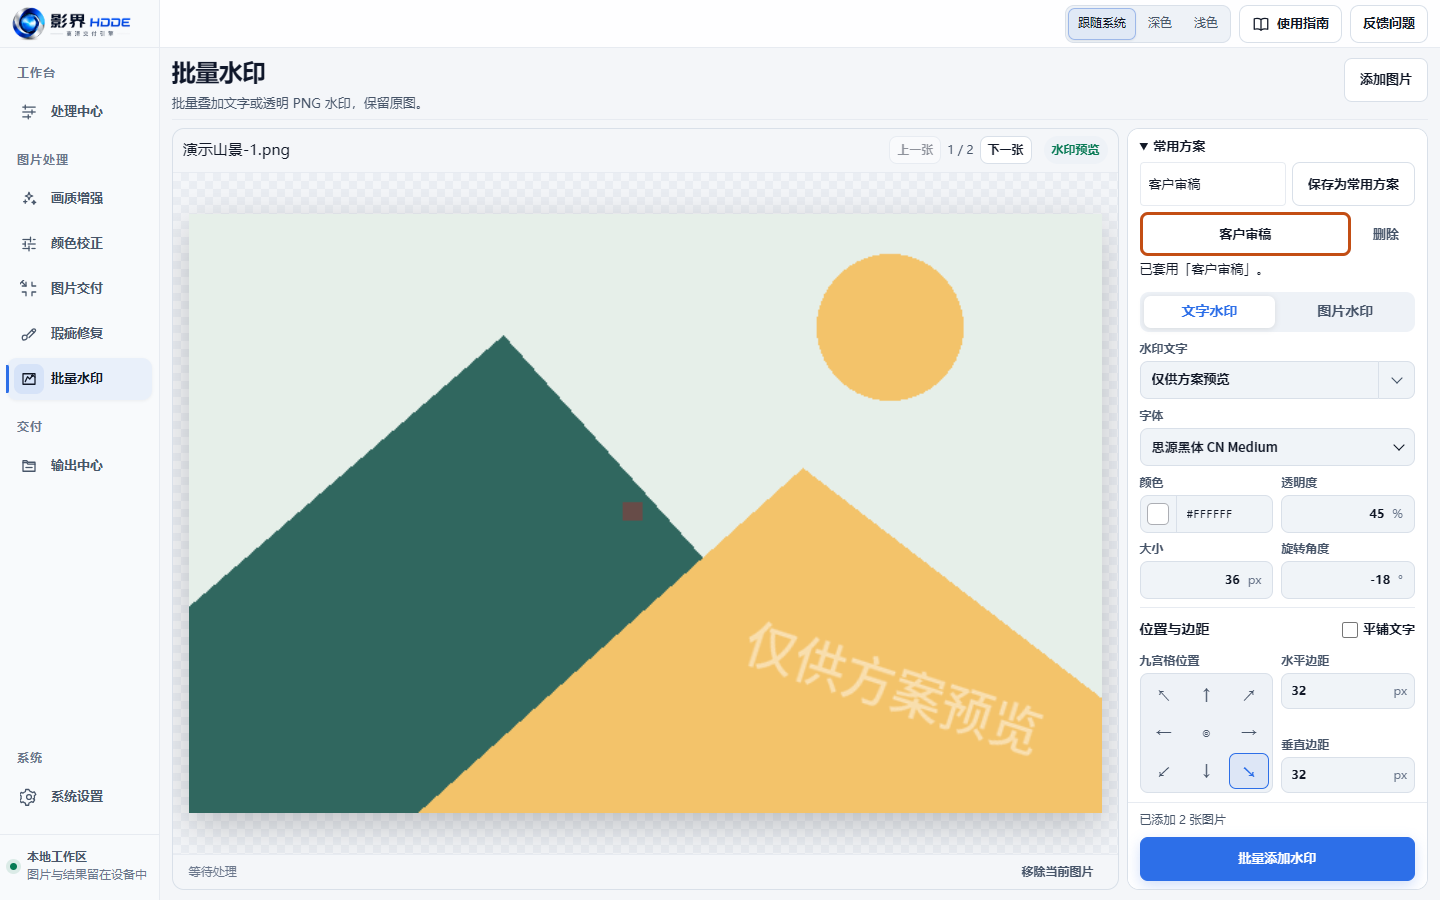 影界 HDDE
高清交付引擎
跟随系统
深色
浅色
使用指南
反馈问题
工作台
处理中心
图片处理
画质增强
颜色校正
图片交付
瑕疵修复
批量水印
交付
输出中心
系统
系统设置
本地工作区
图片与结果留在设备中
批量水印
批量叠加文字或透明 PNG 水印，保留原图。
添加图片
演示山景-1.png
上一张
1 / 2
下一张
水印预览
仅供方案预览
等待处理
移除当前图片
▼ 常用方案
客户审稿
保存为常用方案
客户审稿
删除
已套用「客户审稿」。
文字水印
图片水印
水印文字
仅供方案预览
字体
思源黑体 CN Medium
颜色
透明度
#FFFFFF
45 %
大小
旋转角度
36 px
-18 °
位置与边距
平铺文字
九宫格位置
水平边距
↖ ↑ ↗
32 px
← ◎ →
垂直边距
↙ ↓ ↘
32 px
已添加 2 张图片
批量添加水印